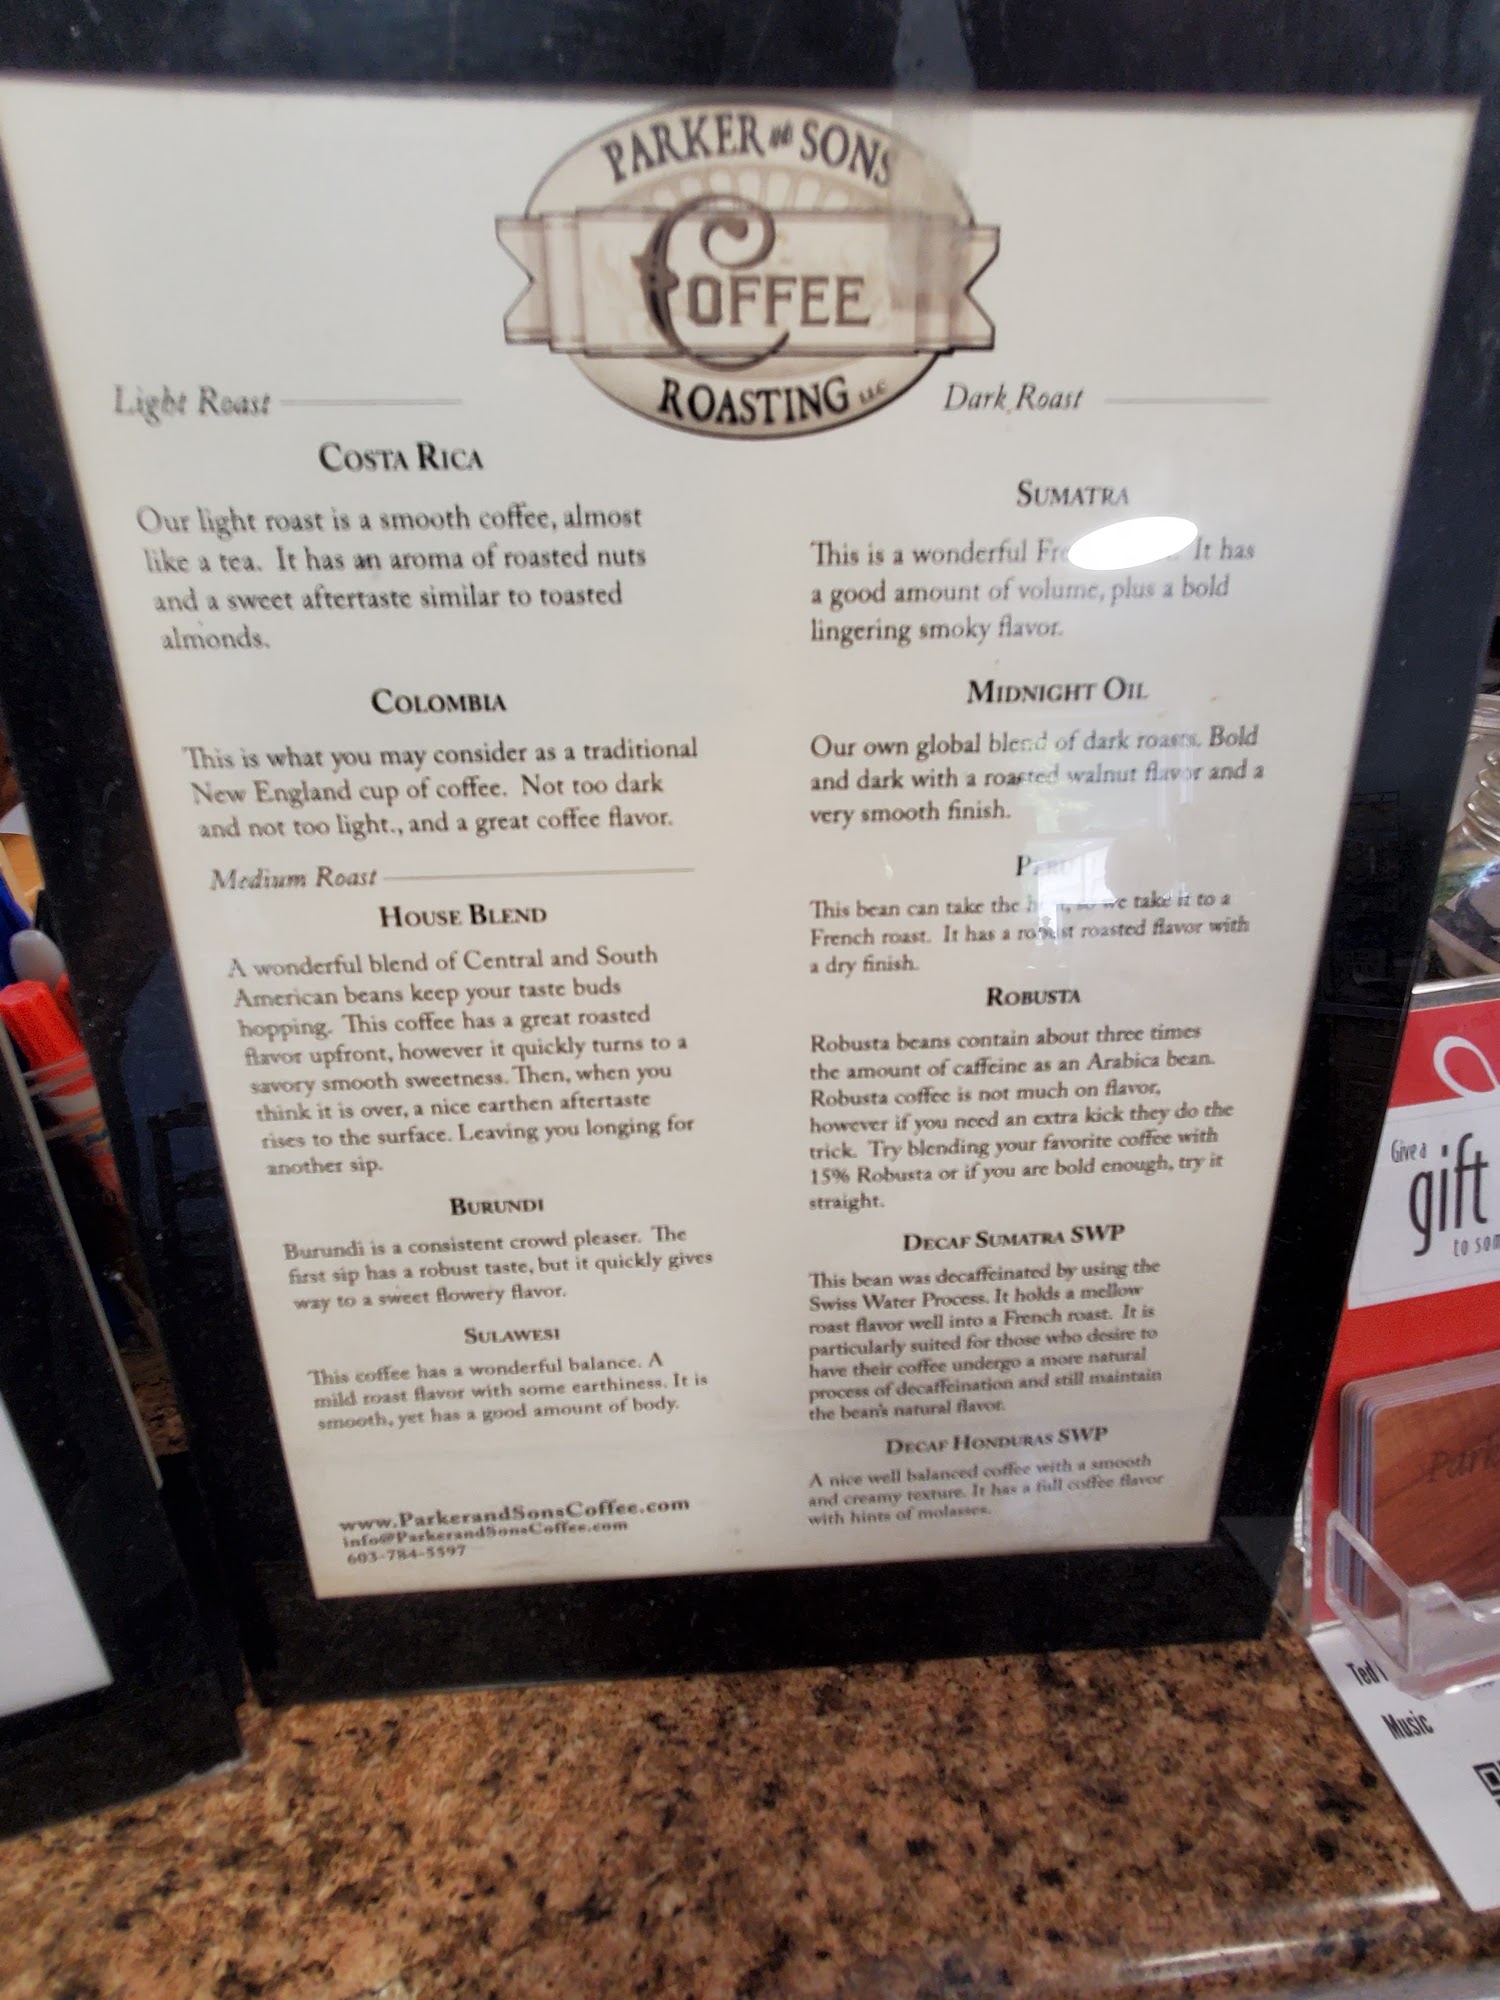 PARKER and SONS
COFFEE
ROASTING LLC
Light Roast
COSTA RICA
Our light roast is a smooth coffee, almost
like a tea. It has an aroma of roasted nuts
and a sweet aftertaste similar to toasted
almonds.
COLOMBIA
This is what you may consider as a traditional
New England cup of coffee. Not too dark
and not too light., and a great coffee flavor.
Medium Roast
HOUSE BLEND
A wonderful blend of Central and South
American beans keep your taste buds
hopping. This coffee has a great roasted
flavor upfront, however it quickly turns to a
savory smooth sweetness. Then, when you
think it is over, a nice earthen aftertaste
rises to the surface. Leaving you longing for
another sip.
BURUNDI
Burundi is a consistent crowd pleaser. The
first sip has a robust taste, but it quickly gives
way to a sweet flowery flavor.
SULAWESI
This coffee has a wonderful balance. A
mild roast flavor with some earthiness. It is
smooth, yet has a good amount of body.
www.ParkerandSonsCoffee.com
info@ParkerandSonsCoffee.com
603-784-5597
Dark Roast
SUMATRA
This is a wonderful It has
a good amount of volume, plus a bold
lingering smoky flavor.
MIDNIGHT OIL
Our own global blend of dark roasts. Bold
and dark with a roasted walnut flavor and a
very smooth finish.
PERU
This bean can take the heat, so we take it to a
French roast. It has a robust roasted flavor with
a dry finish.
ROBUSTA
Robusta beans contain about three times
the amount of caffeine as an Arabica bean.
Robusta coffee is not much on flavor,
however if you need an extra kick they do the
trick. Try blending your favorite coffee with
15% Robusta or if you are bold enough, try it
straight.
DECAF SUMATRA SWP
This bean was decaffeinated by using the
Swiss Water Process. It holds a mellow
roast flavor well into a French roast. It is
particularly suited for those who desire to
have their coffee undergo a more natural
process of decaffeination and still maintain
the bean's natural flavor.
DECAF HONDURAS SWP
A nice well balanced coffee with a smooth
and creamy texture. It has a full coffee flavor
with hints of molasses.
Give a
gift
to som
Park
Ted
Music